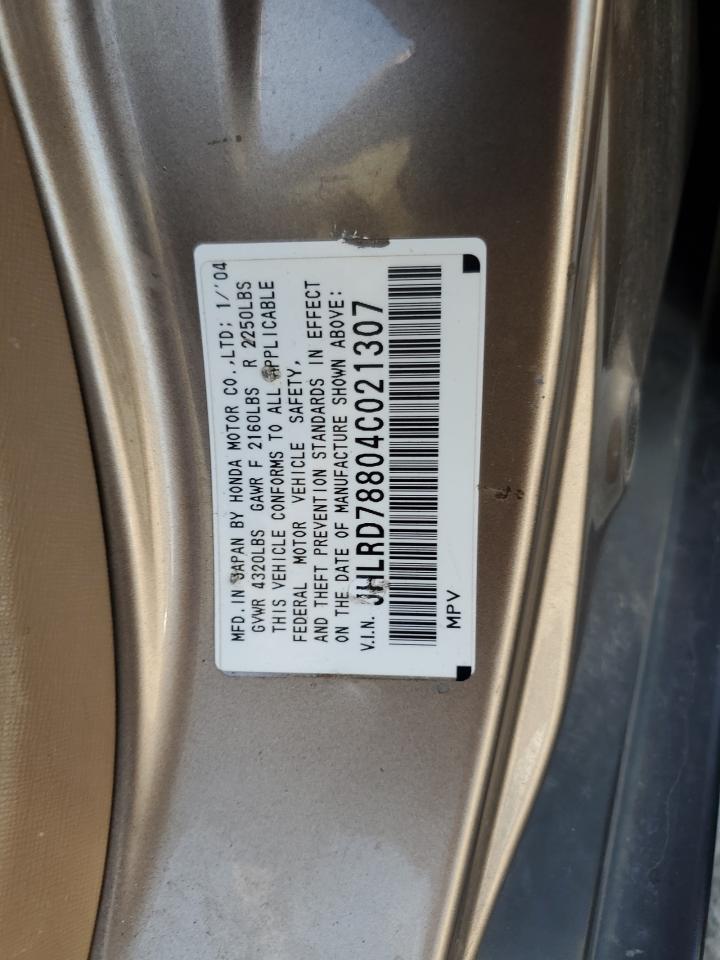 MFD. IN JAPAN BY HONDA MOTOR CO.,LTD; 1/'04
GVWR 4320LBS GAWR F 2160LBS R 2250LBS
THIS VEHICLE CONFORMS TO ALL APPLICABLE
FEDERAL MOTOR VEHICLE SAFETY,
AND THEFT PREVENTION STANDARDS IN EFFECT
ON THE DATE OF MANUFACTURE SHOWN ABOVE:
V.I.N. JHLRD78804C021307
MPV